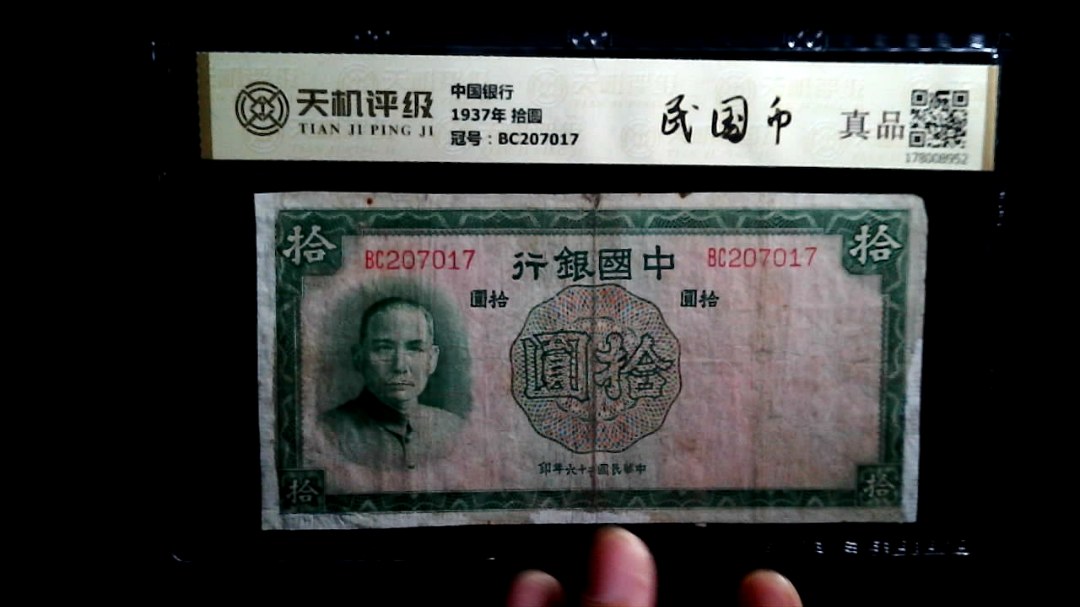 天机评级
TIAN JI PING JI
中国银行
1937年 拾圆
冠号：BC207017
民国币
真品
178008952
拾
拾
BC207017
行銀國中
BC207017
圓拾
圓拾
圓拾
印年六十二國民華中
拾
拾